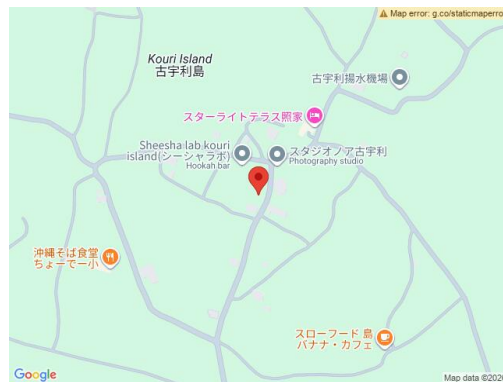 Map error: g.co/staticmaperro
Kouri Island
古宇利島
古宇利揚水機場
スターライトテラス照家
Sheesha lab kouri
island(シーシャラボ)
Hookah bar
スタジオノア古宇利
Photography studio
沖縄そば食堂
ちょーでー小
スローフード 島
バナナ・カフェ
Google
Map data ©202